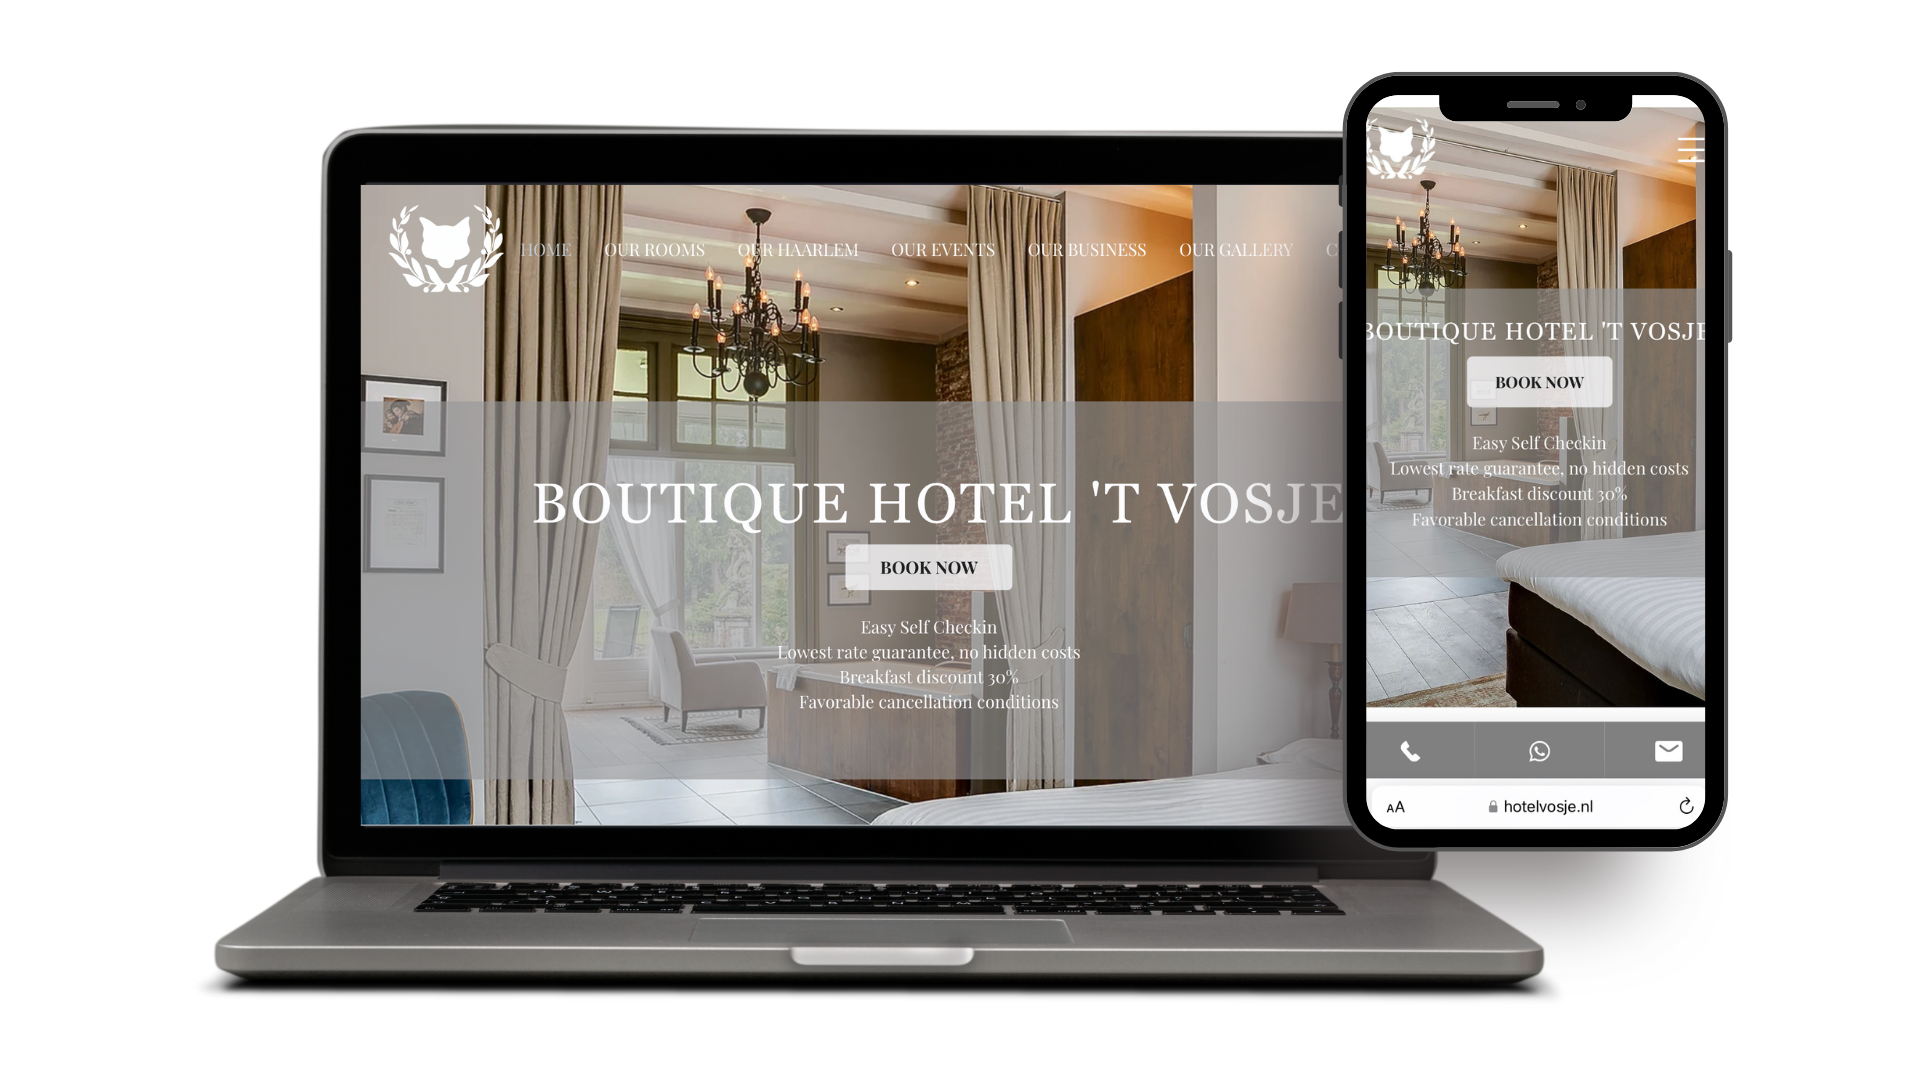 HOME OUR ROOMS OUR HAARLEM OUR EVENTS OUR BUSINESS OUR GALLERY C
BOUTIQUE HOTEL 'T VOSJE
BOOK NOW
Easy Self Checkin
Lowest rate guarantee, no hidden costs
Breakfast discount 30%
Favorable cancellation conditions
BOUTIQUE HOTEL 'T VOSJE
BOOK NOW
Easy Self Checkin
Lowest rate guarantee, no hidden costs
Breakfast discount 30%
Favorable cancellation conditions
AA hotelvosje.nl